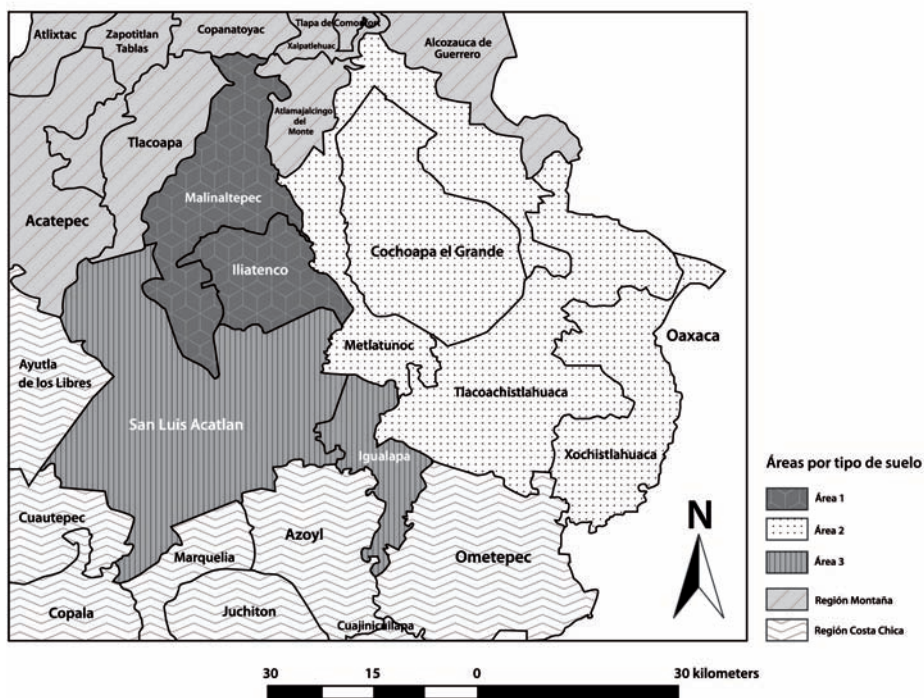 Atlixtac
Zapotitlan
Tablas
Copanatoyac
Tlapa de Comonfort
Xalpatlehuac
Alcozauca de
Guerrero
Atlamajalcingo
del
Monte
Tlacoapa
Malinaltepec
Acatepec
Cochoapa el Grande
Iliatenco
Oaxaca
Metlatunoc
Ayutla
de los Libres
Tlacoachistlahuaca
San Luis Acatlan
Igualapa
Xochistlahuaca
Cuautepec
Azoyl
Marquelia
Ometepec
Copala
Juchiton
Cuajinicuilapa
N
Áreas por tipo de suelo
Área 1
Área 2
Área 3
Región Montaña
Región Costa Chica
30 15 0 30 kilometers